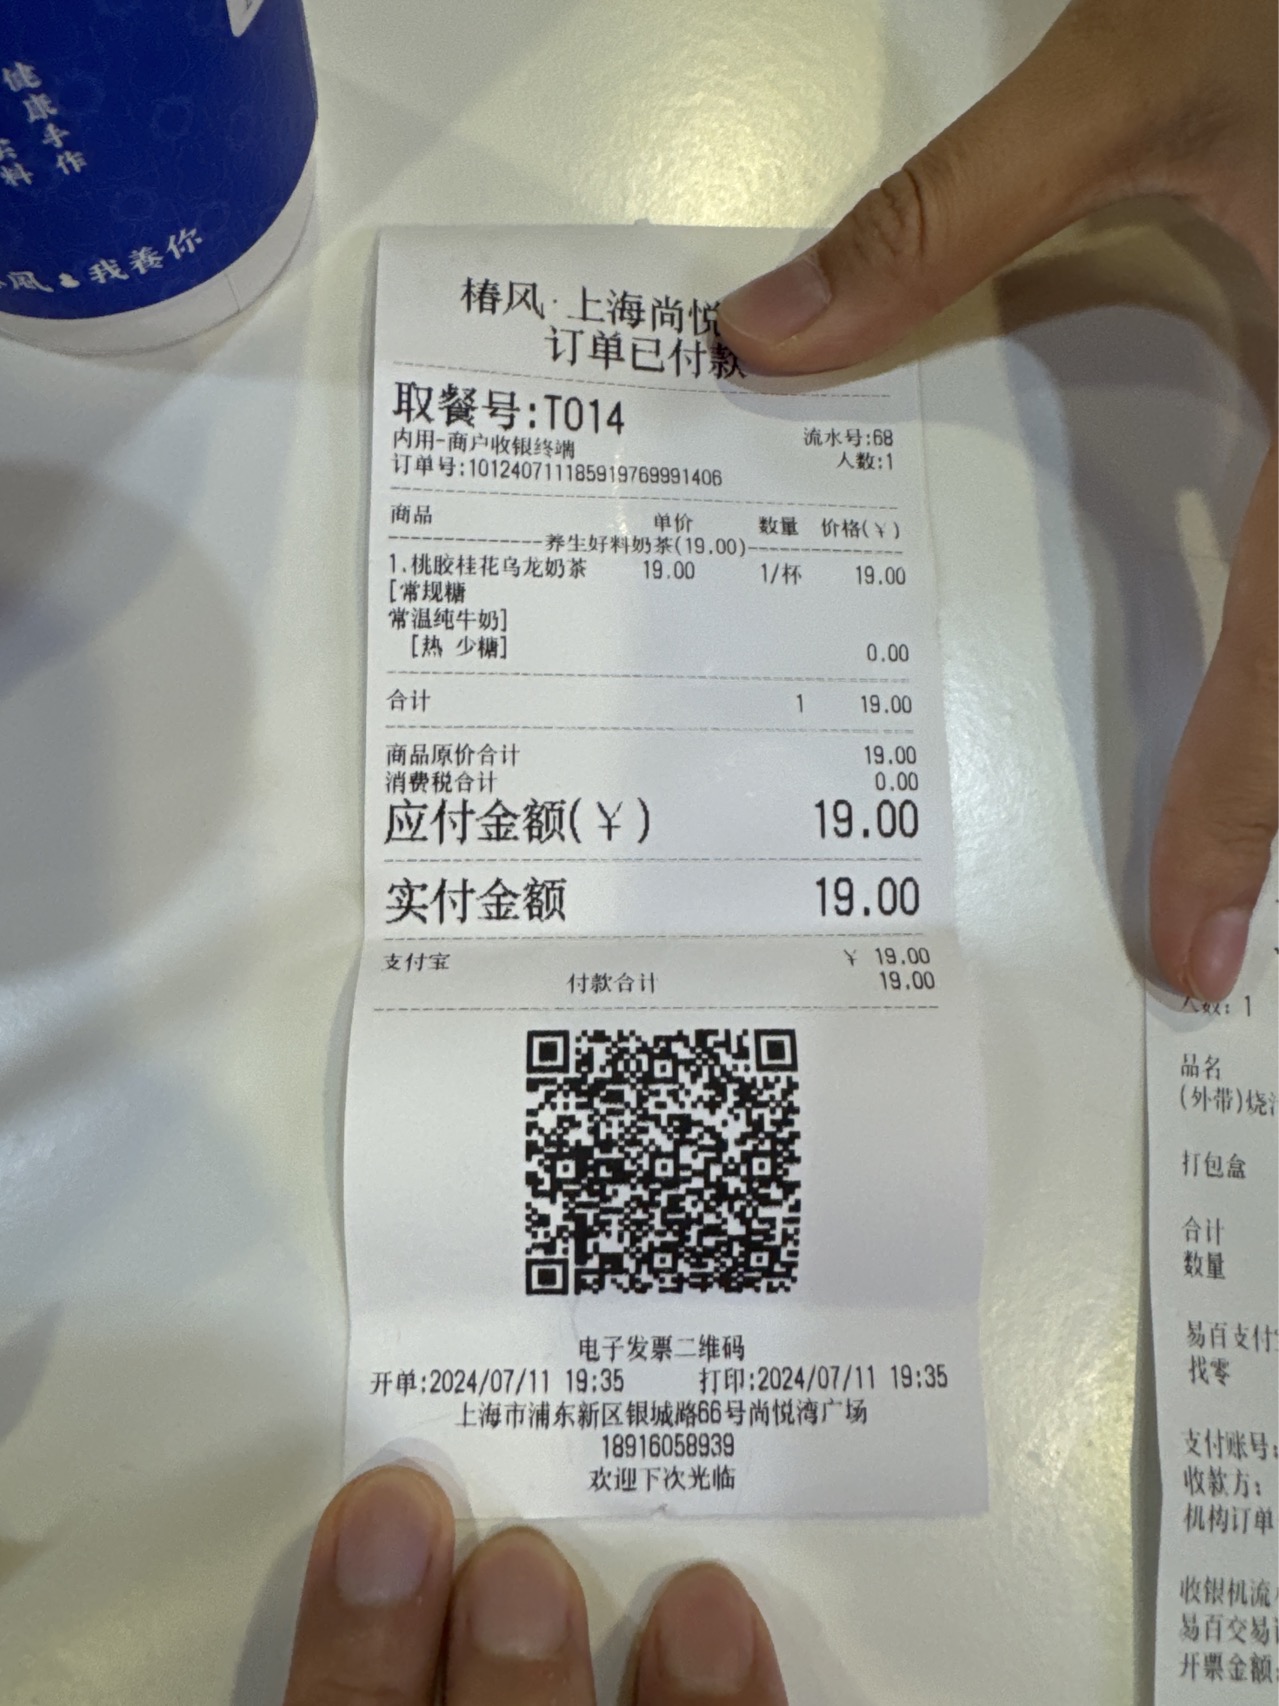 健康手作
料
风 我养你
椿风·上海尚悦
订单已付款
取餐号:T014
内用-商户收银终端 流水号:68
订单号:101240711185919769991406 人数:1
商品 单价 数量 价格(¥)
养生好料奶茶(19.00)
1.桃胶桂花乌龙奶茶 19.00 1/杯 19.00
[常规糖
常温纯牛奶]
[热 少糖] 0.00
合计 1 19.00
商品原价合计 19.00
消费税合计 0.00
应付金额(¥) 19.00
实付金额 19.00
支付宝 ¥ 19.00
付款合计 19.00
电子发票二维码
开单:2024/07/11 19:35 打印:2024/07/11 19:35
上海市浦东新区银城路66号尚悦湾广场
18916058939
欢迎下次光临
人数: 1
品名
(外带)烧
打包盒
合计
数量
易百支付
找零
支付账号:
收款方:
机构订单
收银机流
易百交易
开票金额: